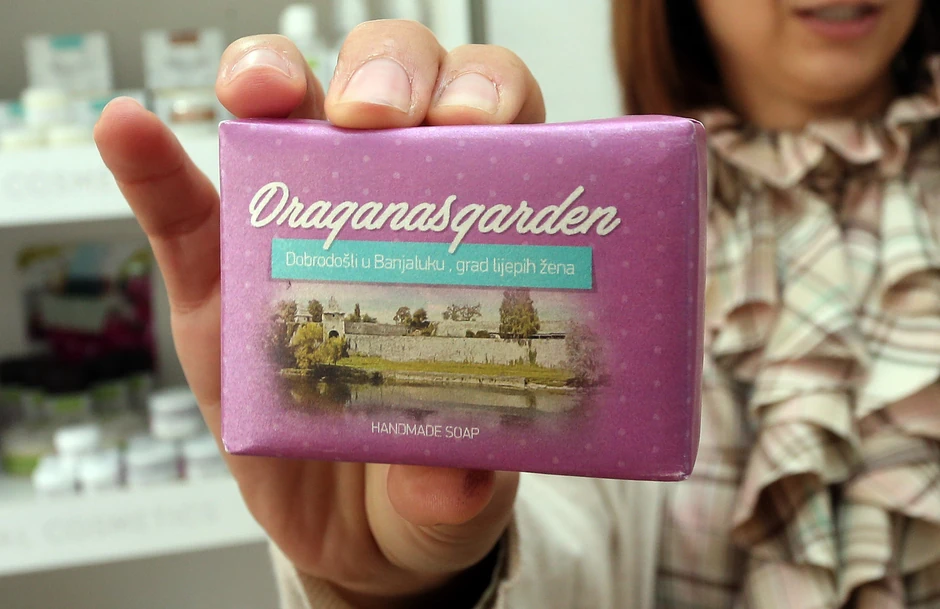 Draganasgarden
Dobrodošli u Banjaluku , grad lijepih žena
HANDMADE SOAP